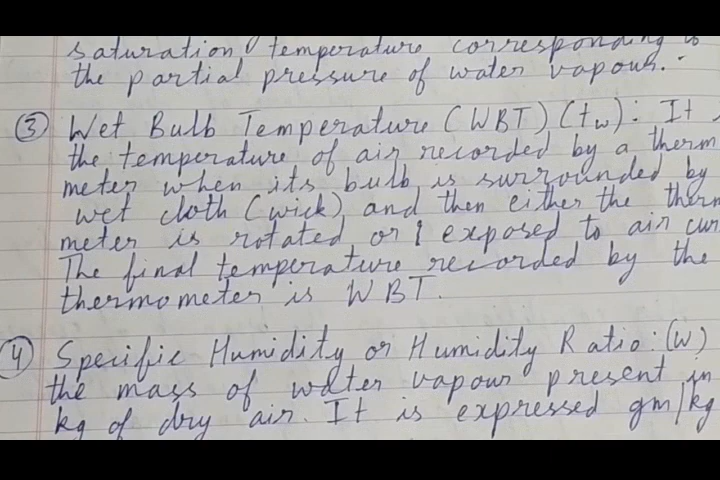 saturation temperature corresponding to
the partial pressure of water vapour.
③ Wet Bulb Temperature (WBT) (tw): It
the temperature of air recorded by a therm
meter when its bulb is surrounded by
wet cloth (wick) and then either the therm
meter is rotated or exposed to air cur
The final temperature recorded by the
thermometer is WBT.
④ Specific Humidity or Humidity Ratio: (W)
the mass of water vapour present in
kg of dry air. It is expressed gm/kg